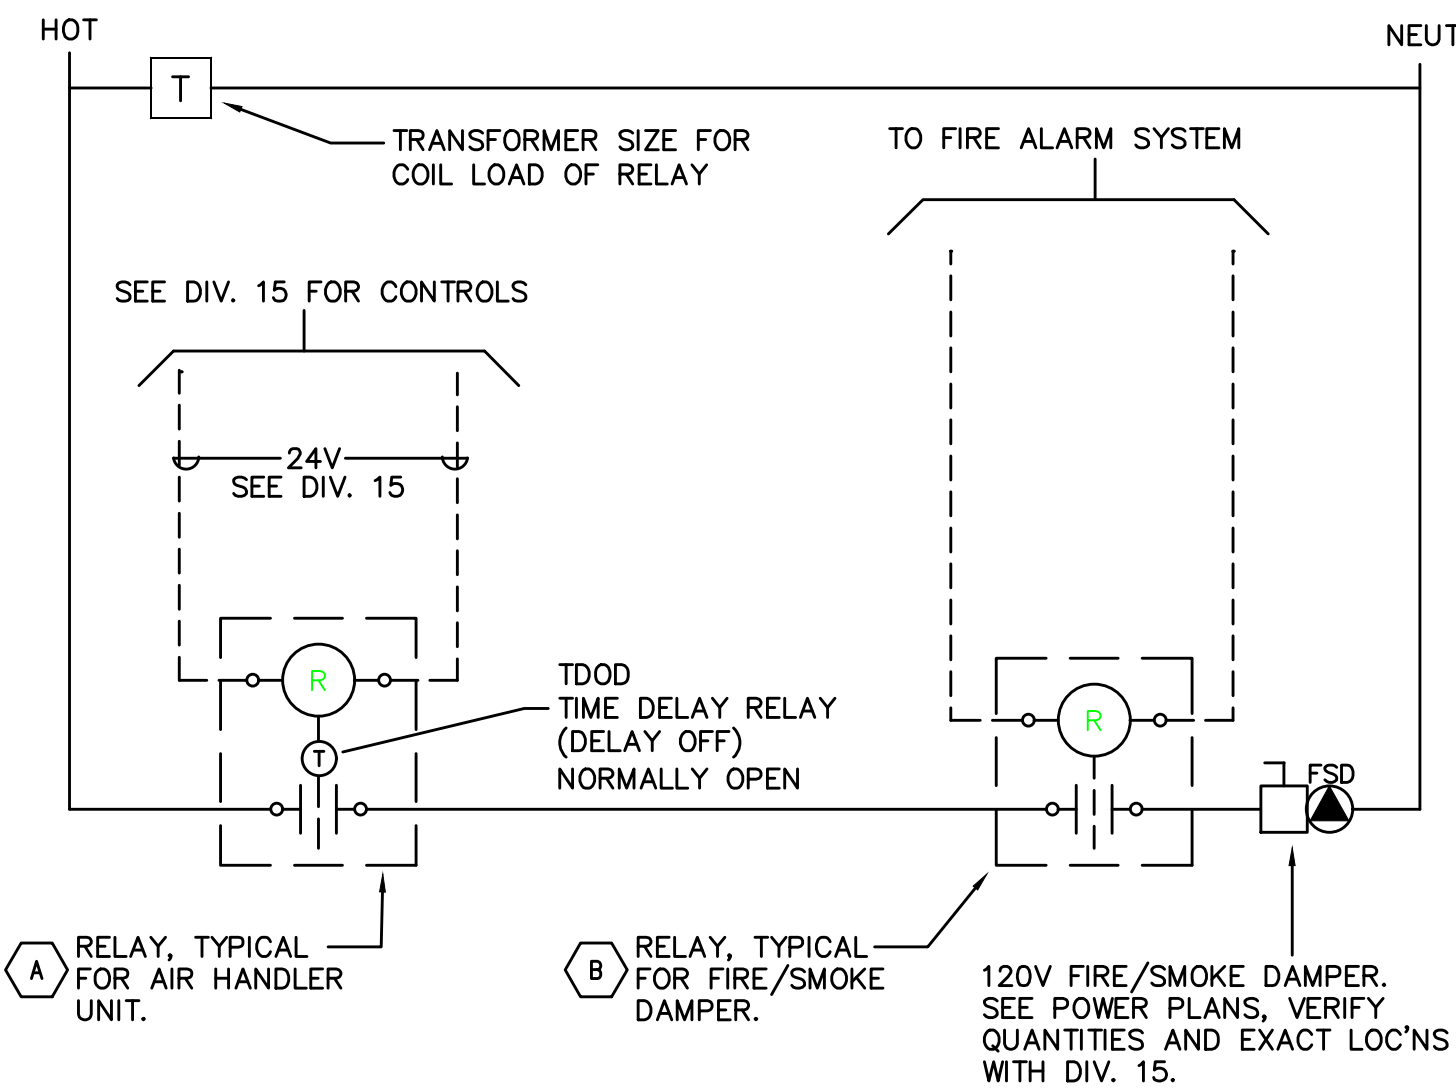 HOT
NEUT
T
TRANSFORMER SIZE FOR
COIL LOAD OF RELAY
TO FIRE ALARM SYSTEM
SEE DIV. 15 FOR CONTROLS
24V
SEE DIV. 15
R
T
TDOD
TIME DELAY RELAY
(DELAY OFF)
NORMALLY OPEN
R
FSD
A
RELAY, TYPICAL
FOR AIR HANDLER
UNIT.
B
RELAY, TYPICAL
FOR FIRE/SMOKE
DAMPER.
120V FIRE/SMOKE DAMPER.
SEE POWER PLANS, VERIFY
QUANTITIES AND EXACT LOC'NS
WITH DIV. 15.